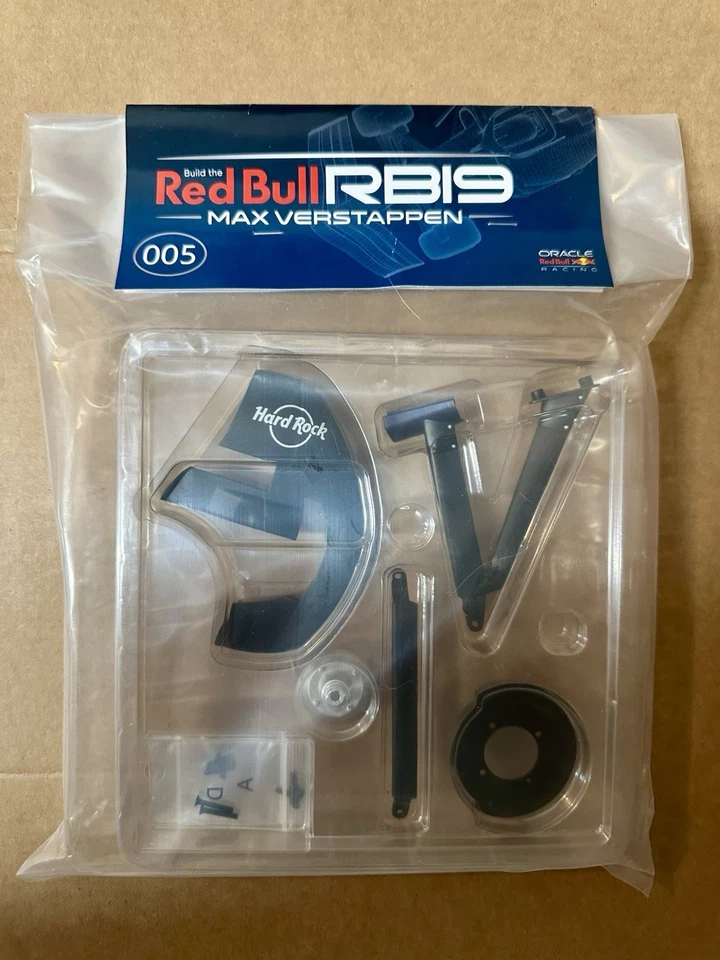 Build the
Red Bull RB19
MAX VERSTAPPEN
005
ORACLE
Red Bull
RACING
Hard Rock
D
A